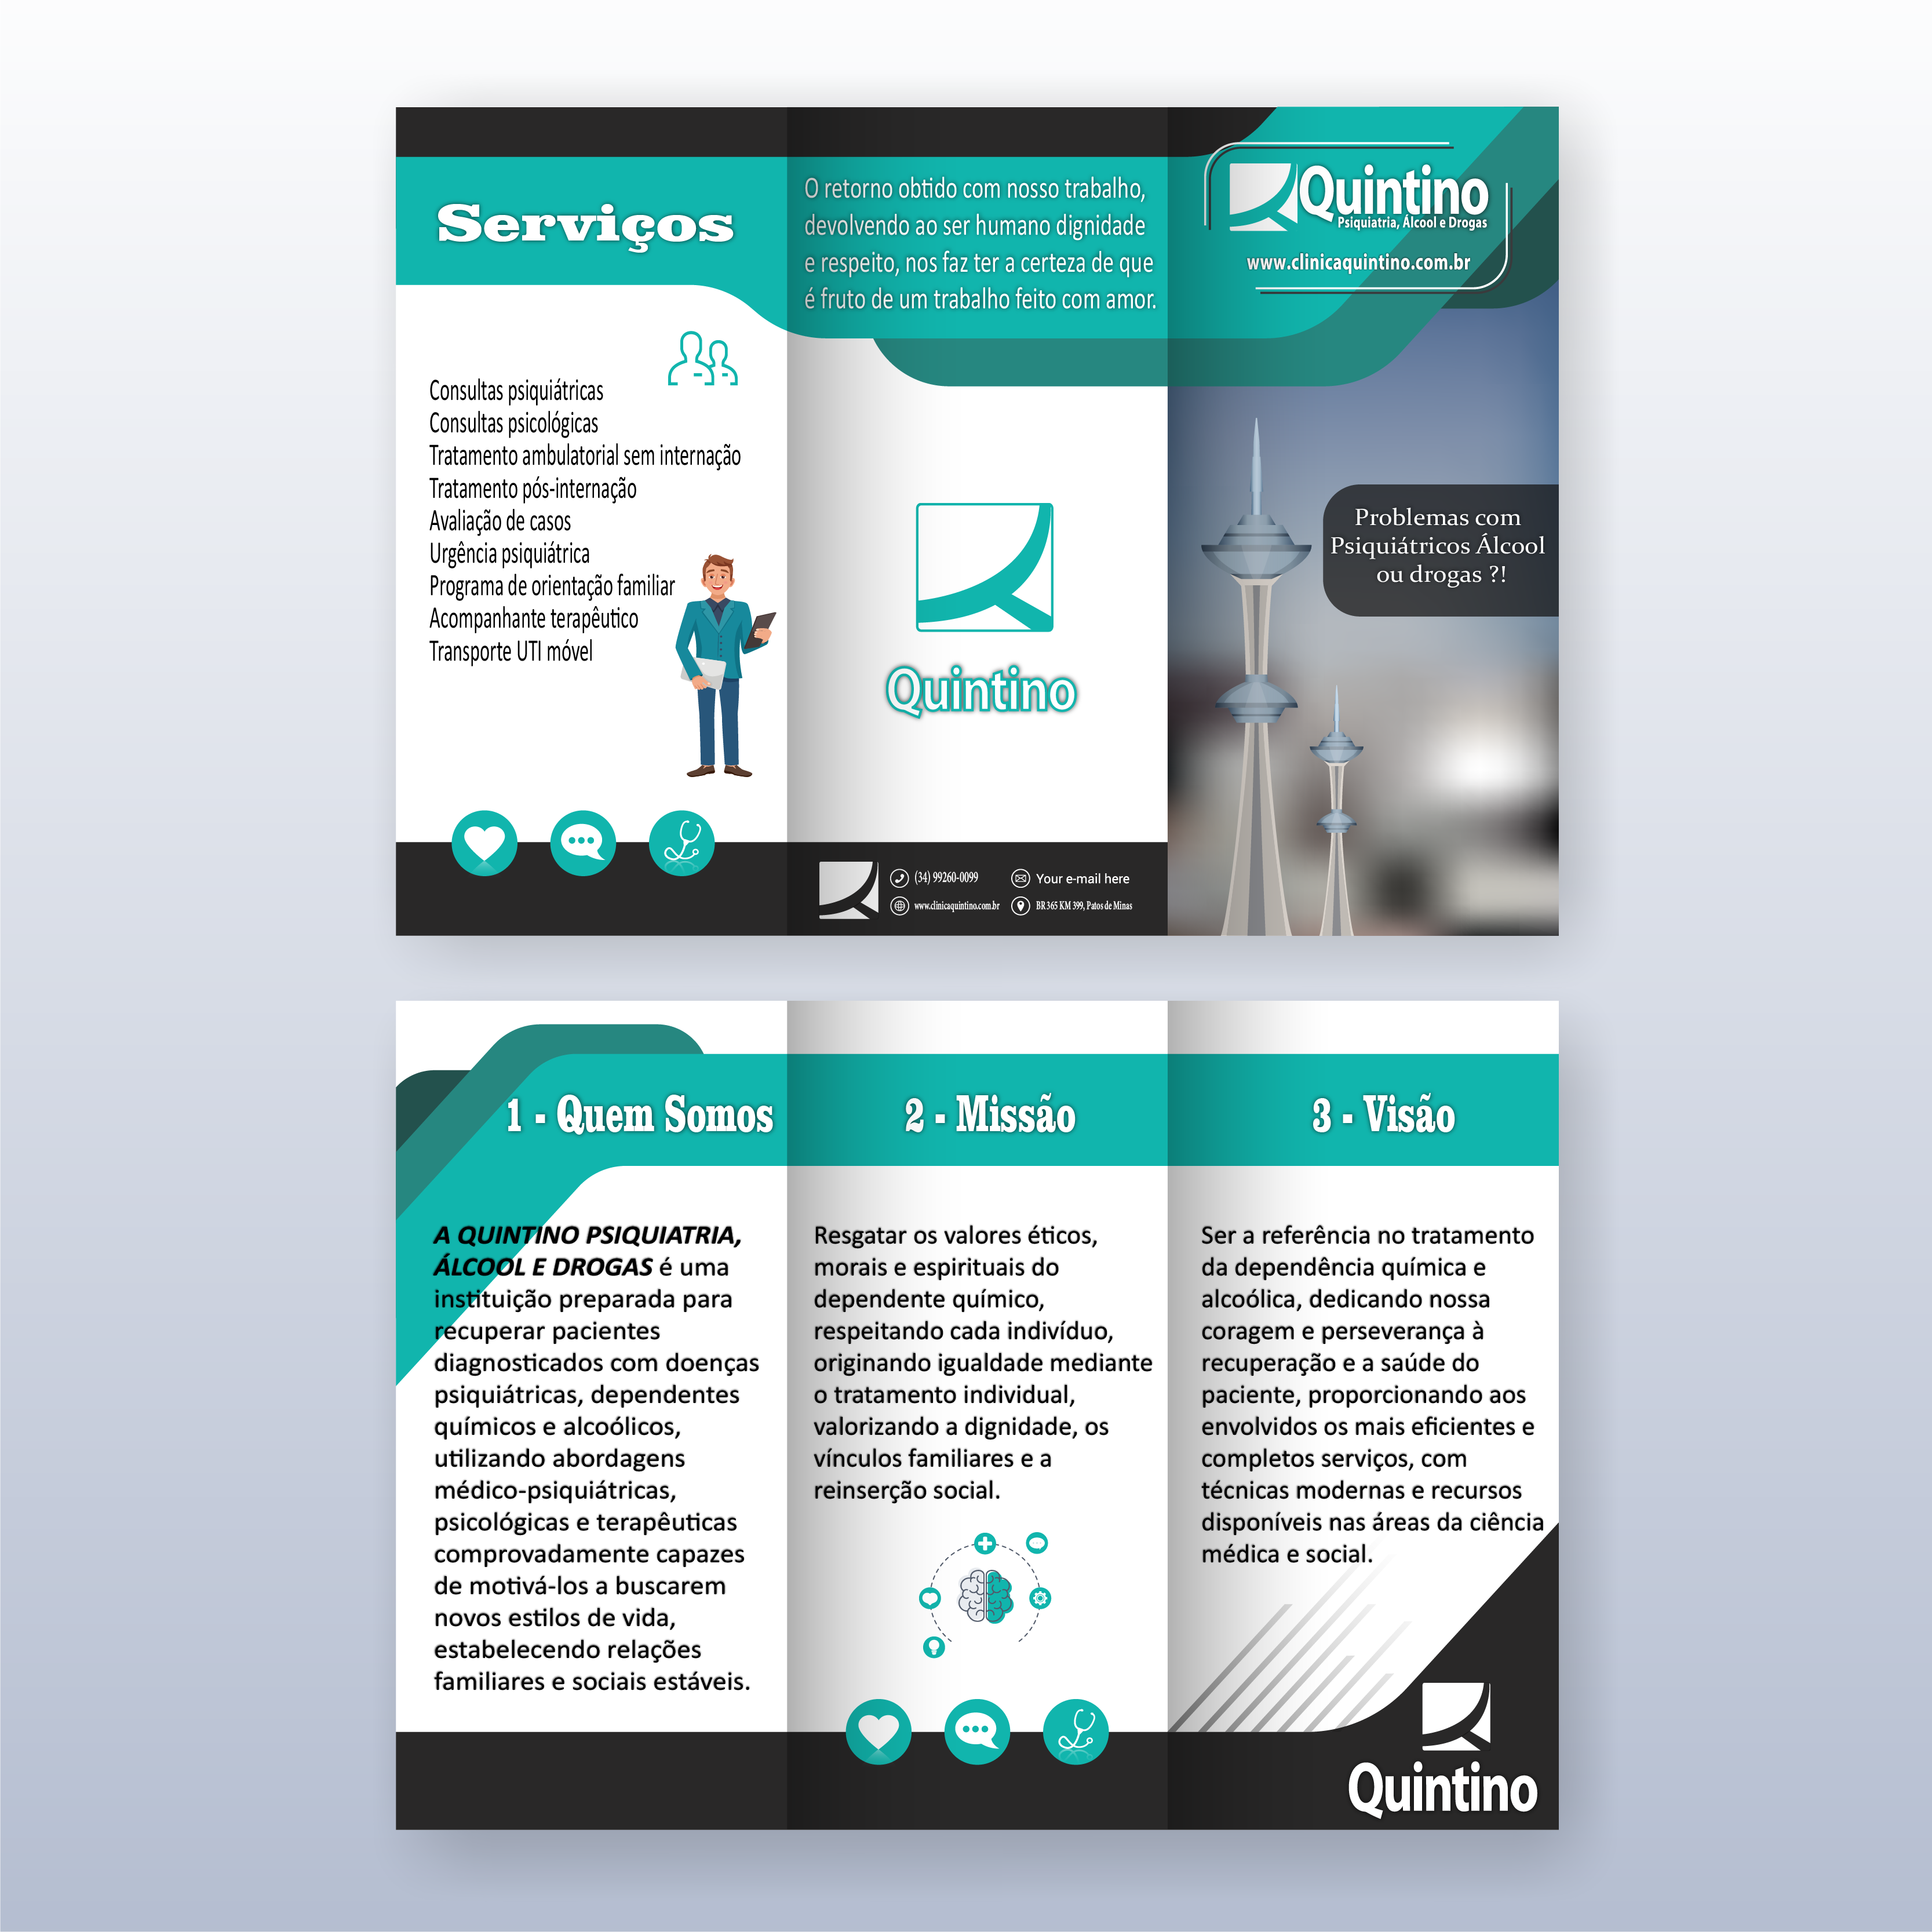 Serviços
Consultas psiquiátricas
Consultas psicológicas
Tratamento ambulatorial sem internação
Tratamento pós-internação
Avaliação de casos
Urgência psiquiátrica
Programa de orientação familiar
Acompanhante terapêutico
Transporte UTI móvel
O retorno obtido com nosso trabalho,
devolvendo ao ser humano dignidade
e respeito, nos faz ter a certeza de que
é fruto de um trabalho feito com amor.
Quintino
(34) 99260-0099
Your e-mail here
www.clinicaquintino.com.br
BR 365 KM 399, Patos de Minas
Quintino
Psiquiatria, Álcool e Drogas
www.clinicaquintino.com.br
Problemas com
Psiquiátricos Álcool
ou drogas ?!
1 - Quem Somos
A QUINTINO PSIQUIATRIA,
ÁLCOOL E DROGAS é uma
instituição preparada para
recuperar pacientes
diagnosticados com doenças
psiquiátricas, dependentes
químicos e alcoólicos,
utilizando abordagens
médico-psiquiátricas,
psicológicas e terapêuticas
comprovadamente capazes
de motivá-los a buscarem
novos estilos de vida,
estabelecendo relações
familiares e sociais estáveis.
2 - Missão
Resgatar os valores éticos,
morais e espirituais do
dependente químico,
respeitando cada indivíduo,
originando igualdade mediante
o tratamento individual,
valorizando a dignidade, os
vínculos familiares e a
reinserção social.
3 - Visão
Ser a referência no tratamento
da dependência química e
alcoólica, dedicando nossa
coragem e perseverança à
recuperação e a saúde do
paciente, proporcionando aos
envolvidos os mais eficientes e
completos serviços, com
técnicas modernas e recursos
disponíveis nas áreas da ciência
médica e social.
Quintino